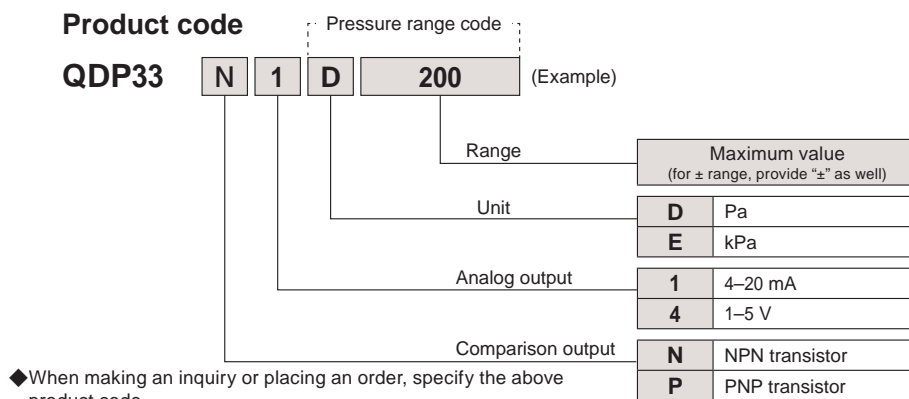 Product code
Pressure range code
QDP33 N 1 D 200 (Example)
Range
Maximum value
(for ± range, provide “±” as well)
Unit
D Pa
E kPa
Analog output
1 4–20 mA
4 1–5 V
Comparison output
N NPN transistor
P PNP transistor
◆When making an inquiry or placing an order, specify the above
product code.